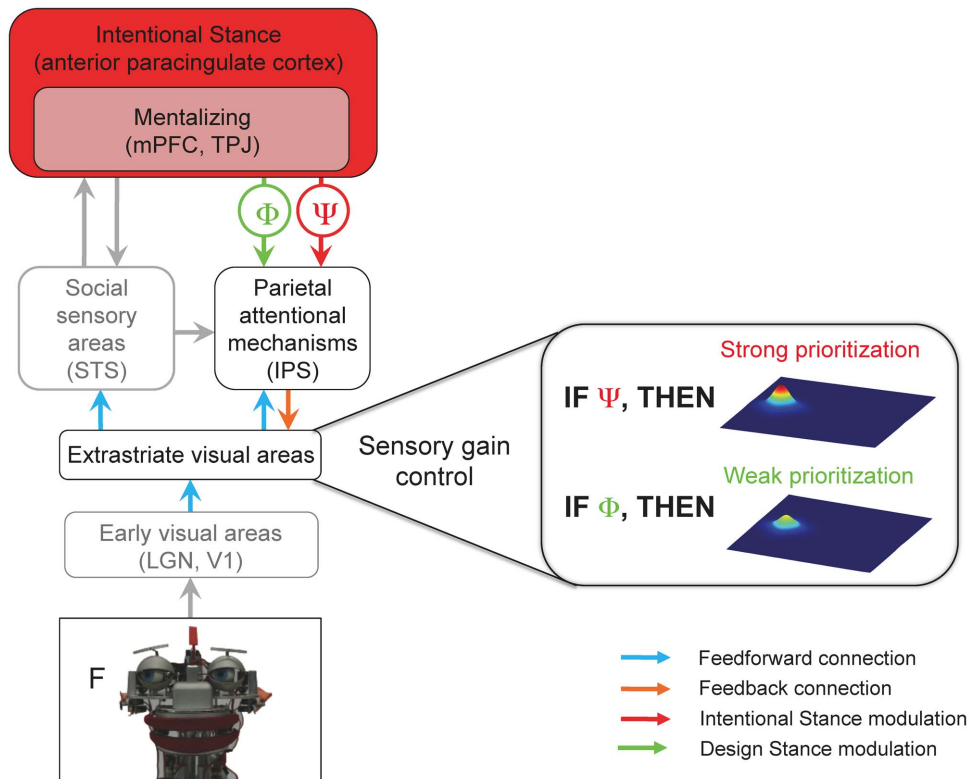 Intentional Stance
(anterior paracingulate cortex)
Mentalizing
(mPFC, TPJ)
Φ
Ψ
Social
sensory
areas
(STS)
Parietal
attentional
mechanisms
(IPS)
Extrastriate visual areas
Early visual areas
(LGN, V1)
F
Sensory gain
control
Strong prioritization
IF Ψ, THEN
Weak prioritization
IF Φ, THEN
Feedforward connection
Feedback connection
Intentional Stance modulation
Design Stance modulation